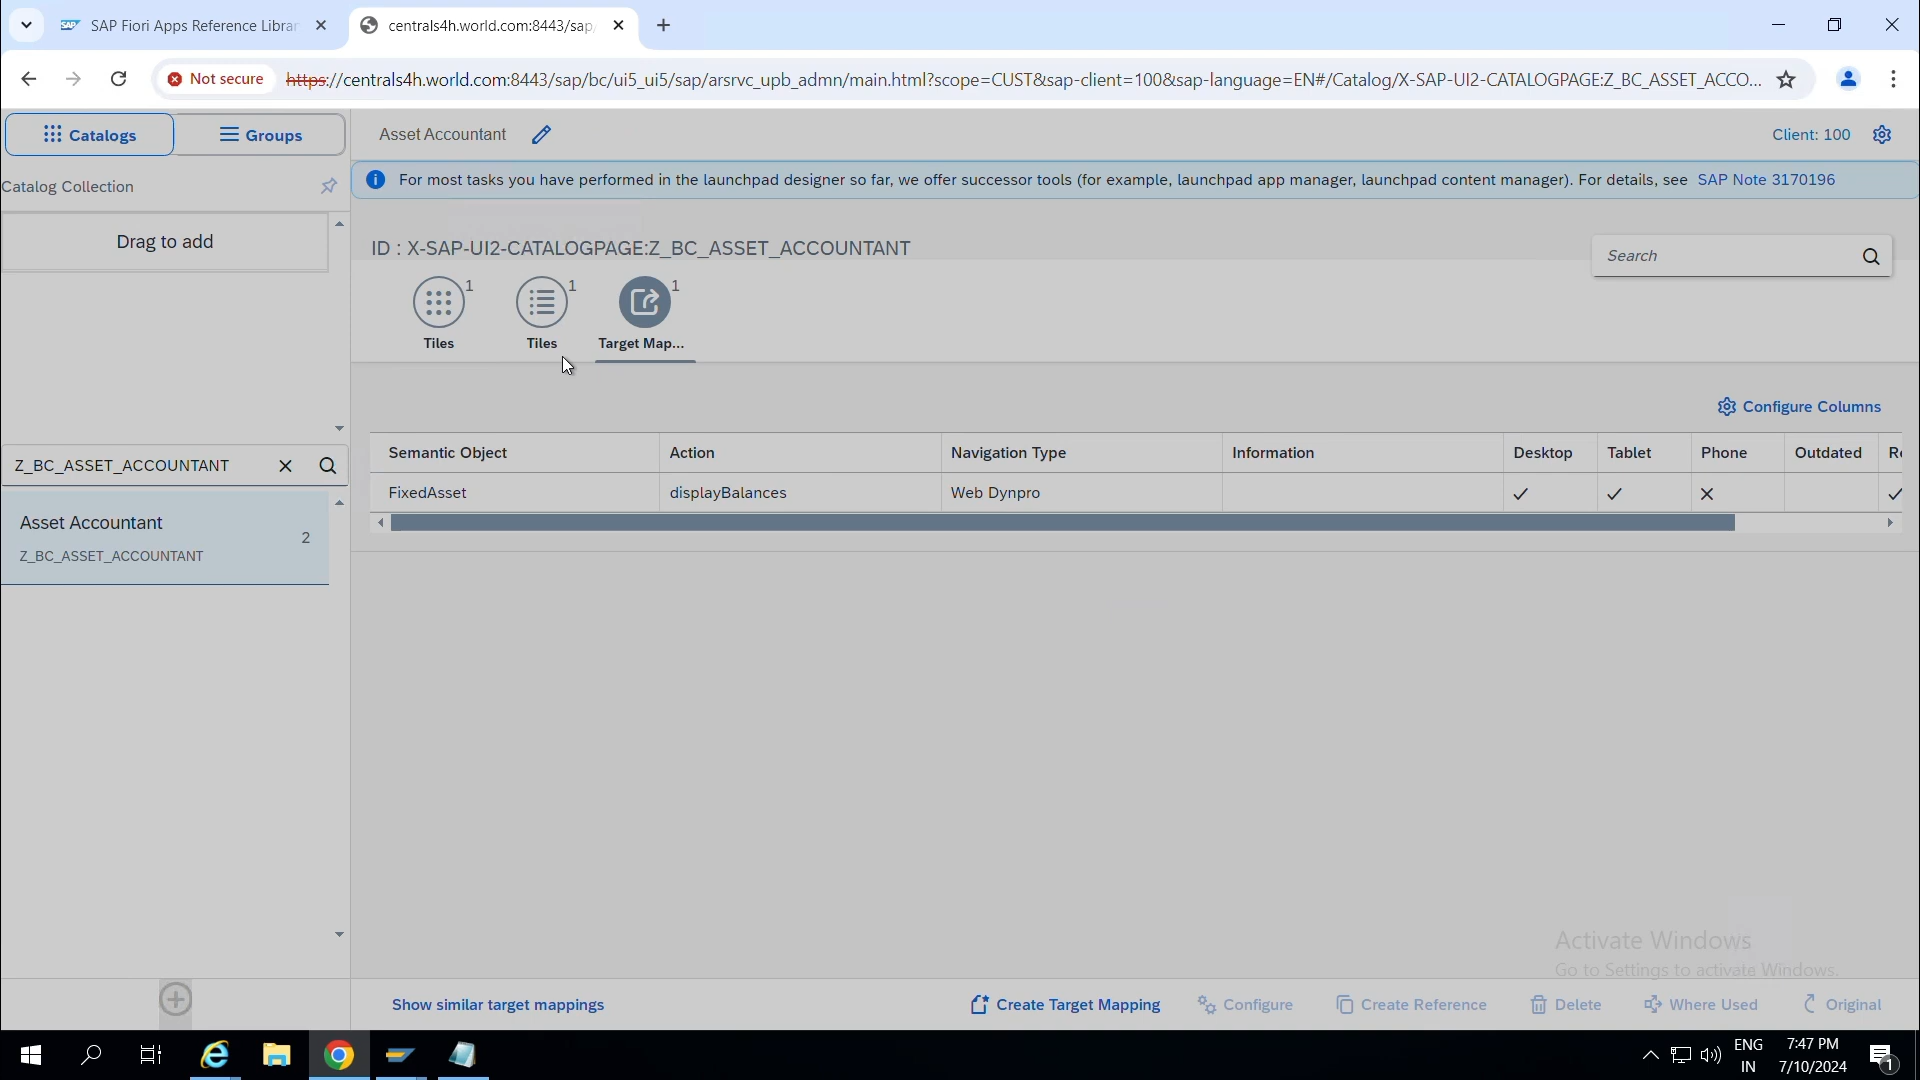 SAP Fiori Apps Reference Librar
centrals4h.world.com:8443/sap/
Not secure
https://centrals4h.world.com:8443/sap/bc/ui5_ui5/sap/arsrvc_upb_admn/main.html?scope=CUST&sap-client=100&sap-language=EN#/Catalog/X-SAP-UI2-CATALOGPAGE:Z_BC_ASSET_ACCO...
Catalogs
Groups
Asset Accountant
Client: 100
Catalog Collection
For most tasks you have performed in the launchpad designer so far, we offer successor tools (for example, launchpad app manager, launchpad content manager). For details, see SAP Note 3170196
Drag to add
ID : X-SAP-UI2-CATALOGPAGE:Z_BC_ASSET_ACCOUNTANT
Search
1
1
1
Tiles
Tiles
Target Map...
Configure Columns
Z_BC_ASSET_ACCOUNTANT
Semantic Object
Action
Navigation Type
Information
Desktop
Tablet
Phone
Outdated
Re
FixedAsset
displayBalances
Web Dynpro
Asset Accountant
2
Z_BC_ASSET_ACCOUNTANT
Activate Windows
Go to Settings to activate Windows.
Show similar target mappings
Create Target Mapping
Configure
Create Reference
Delete
Where Used
Original
ENG
IN
7:47 PM
7/10/2024
1